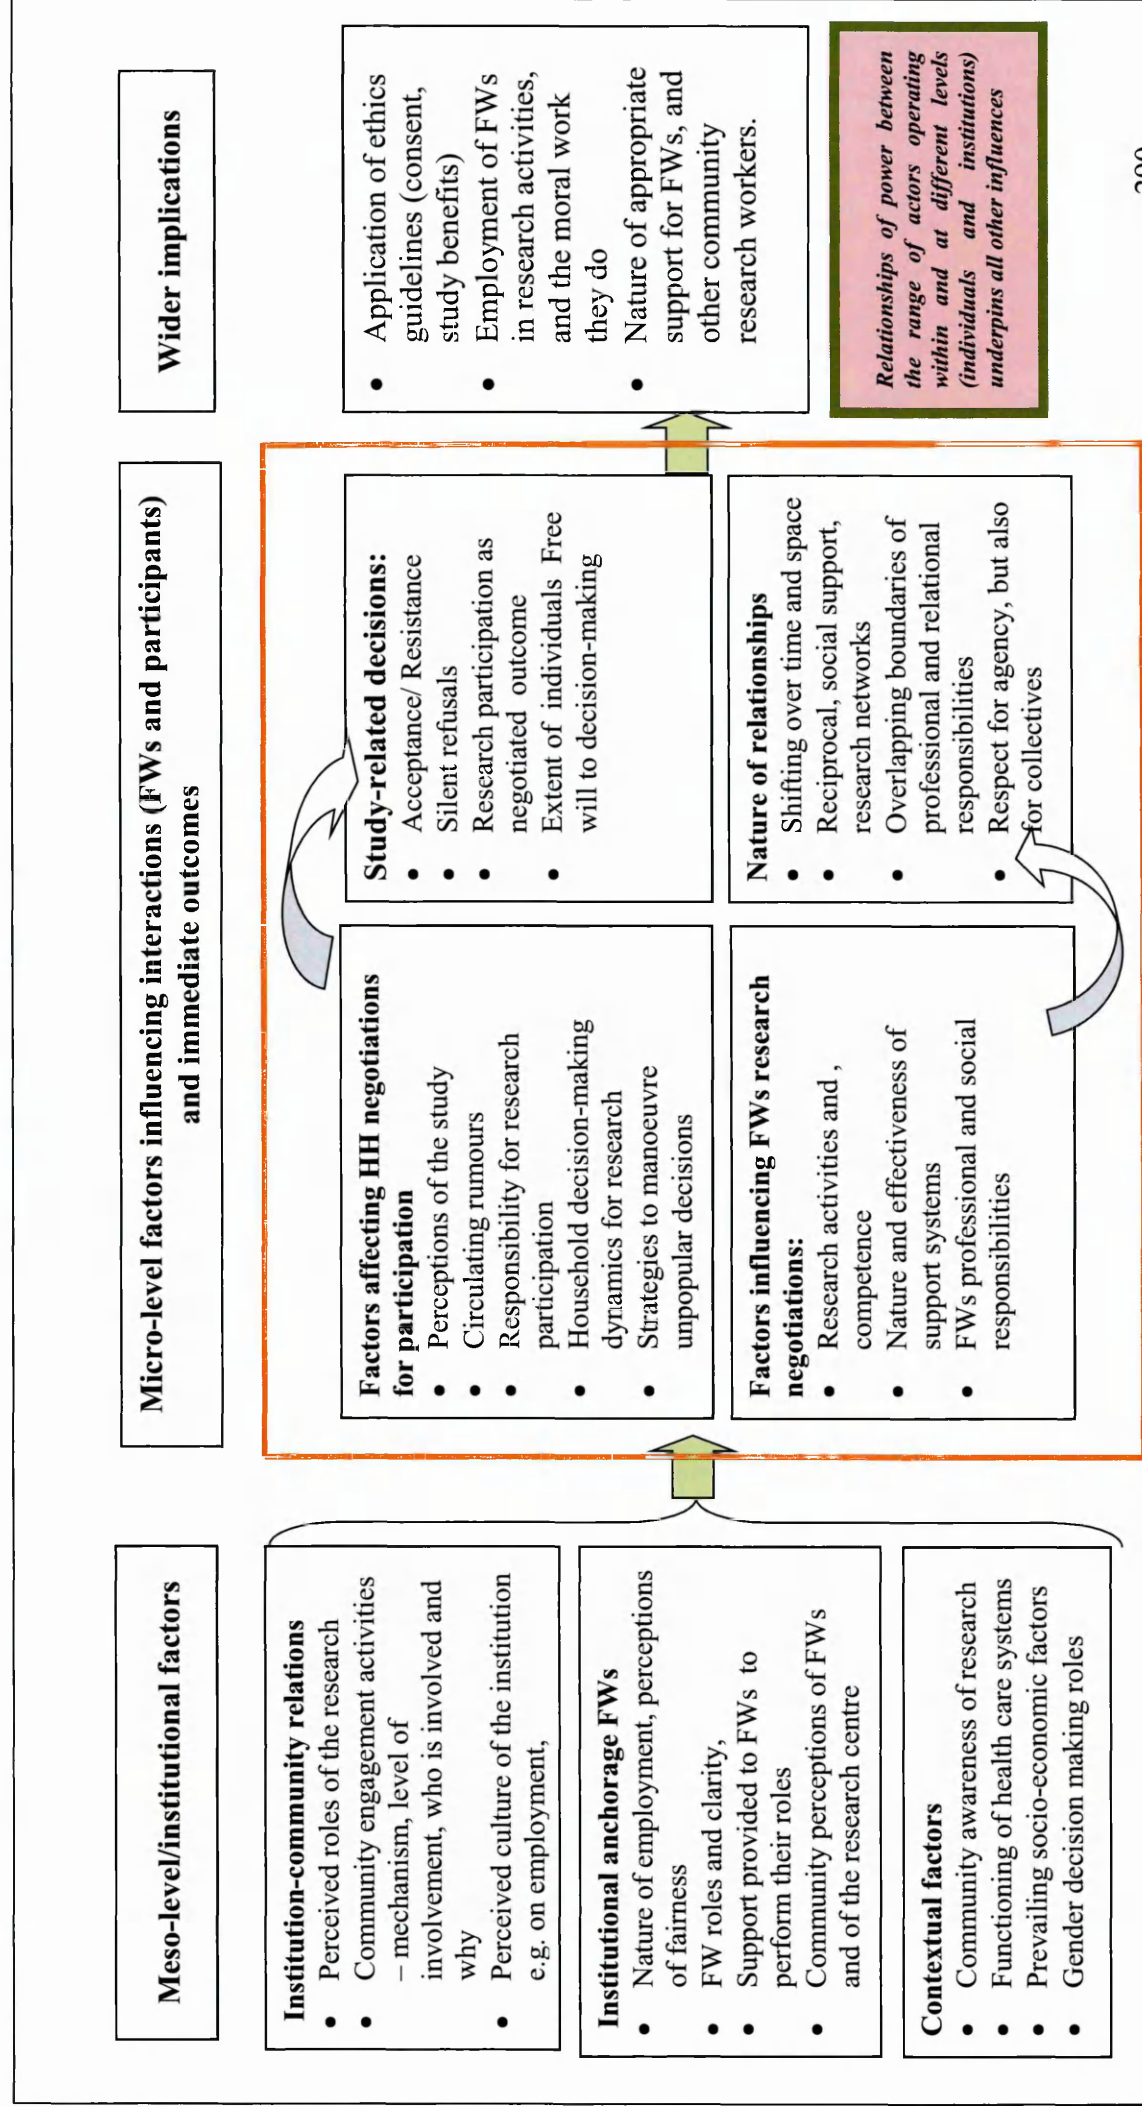 Meso-level/institutional factors
Institution-community relations
• Perceived roles of the research
• Community engagement activities
– mechanism, level of
involvement, who is involved and
why
• Perceived culture of the institution
e.g. on employment,
Institutional anchorage FWs
• Nature of employment, perceptions
of fairness
• FW roles and clarity,
• Support provided to FWs to
perform their roles
• Community perceptions of FWs
and of the research centre
Contextual factors
• Community awareness of research
• Functioning of health care systems
• Prevailing socio-economic factors
• Gender decision making roles
Micro-level factors influencing interactions (FWs and participants)
and immediate outcomes
Factors affecting HH negotiations
for participation
• Perceptions of the study
• Circulating rumours
• Responsibility for research
participation
• Household decision-making
dynamics for research
• Strategies to manoeuvre
unpopular decisions
Study-related decisions:
• Acceptance/ Resistance
• Silent refusals
• Research participation as
negotiated outcome
• Extent of individuals Free
will to decision-making
Factors influencing FWs research
negotiations:
• Research activities and ,
competence
• Nature and effectiveness of
support systems
• FWs professional and social
responsibilities
Nature of relationships
• Shifting over time and space
• Reciprocal, social support,
research networks
• Overlapping boundaries of
professional and relational
responsibilities
• Respect for agency, but also
for collectives
Wider implications
• Application of ethics
guidelines (consent,
study benefits)
• Employment of FWs
in research activities,
and the moral work
they do
• Nature of appropriate
support for FWs, and
other community
research workers.
Relationships of power between
the range of actors operating
within and at different levels
(individuals and institutions)
underpins all other influences